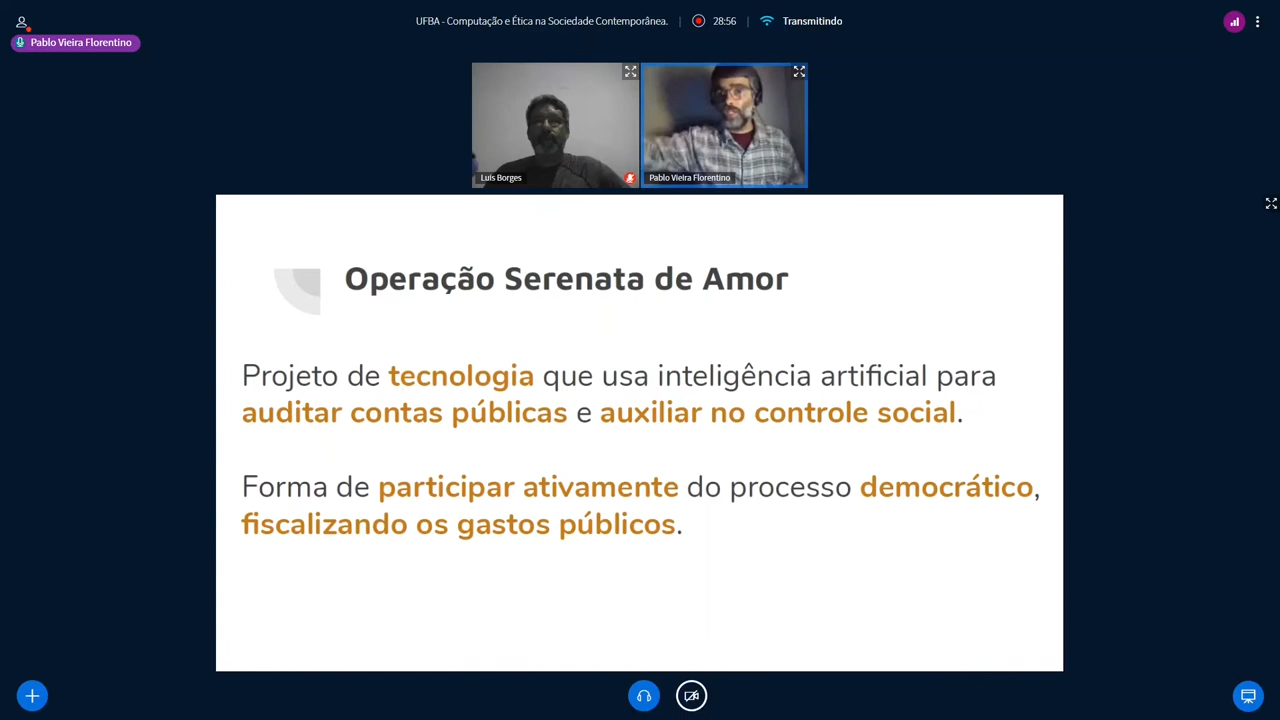 UFBA - Computação e Ética na Sociedade Contemporânea.
28:56
Transmitindo
Pablo Vieira Florentino
Luis Borges
Pablo Vieira Florentino
Operação Serenata de Amor
Projeto de tecnologia que usa inteligência artificial para
auditar contas públicas e auxiliar no controle social.
Forma de participar ativamente do processo democrático,
fiscalizando os gastos públicos.